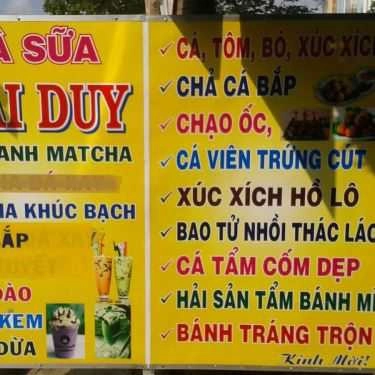 À SỮA
AI DUY
ANH MATCHA
IA KHÚC BẠCH
ẮP
ĐÀO
KEM
DỪA
CÁ, TÔM, BÒ, XÚC XÍCH
CHẢ CÁ BẮP
CHẠO ỐC,
CÁ VIÊN TRỨNG CÚT
XÚC XÍCH HỒ LÔ
BAO TỬ NHỒI THÁC LÁC
CÁ TẨM CỐM DẸP
HẢI SẢN TẨM BÁNH MÌ
BÁNH TRÁNG TRỘN
Kính Mời!